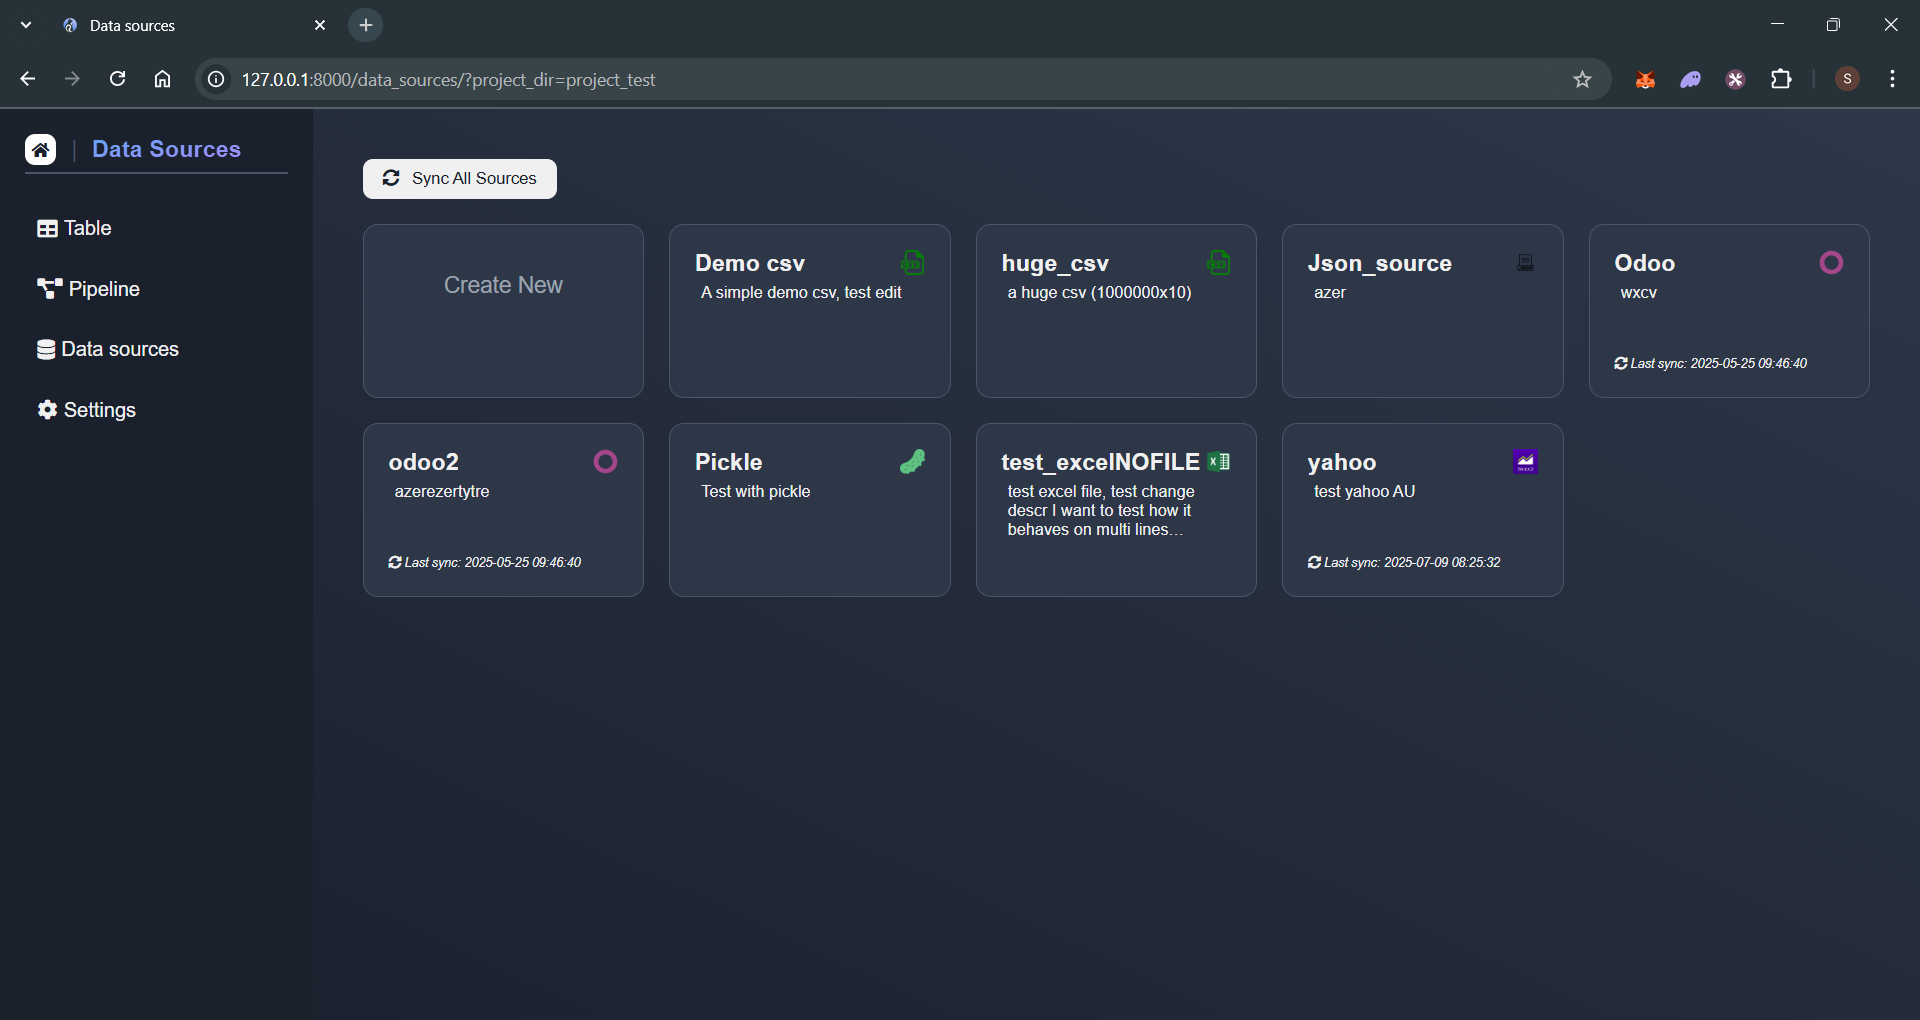 Data sources
127.0.0.1:8000/data_sources/?project_dir=project_test
S
Data Sources
Table
Pipeline
Data sources
Settings
Sync All Sources
Create New
Demo csv
A simple demo csv, test edit
huge_csv
a huge csv (1000000x10)
Json_source
azer
Odoo
wxcv
Last sync: 2025-05-25 09:46:40
odoo2
azerezertytre
Last sync: 2025-05-25 09:46:40
Pickle
Test with pickle
test_excelNOFILE
test excel file, test change
descr I want to test how it
behaves on multi lines...
yahoo
test yahoo AU
Last sync: 2025-07-09 08:25:32